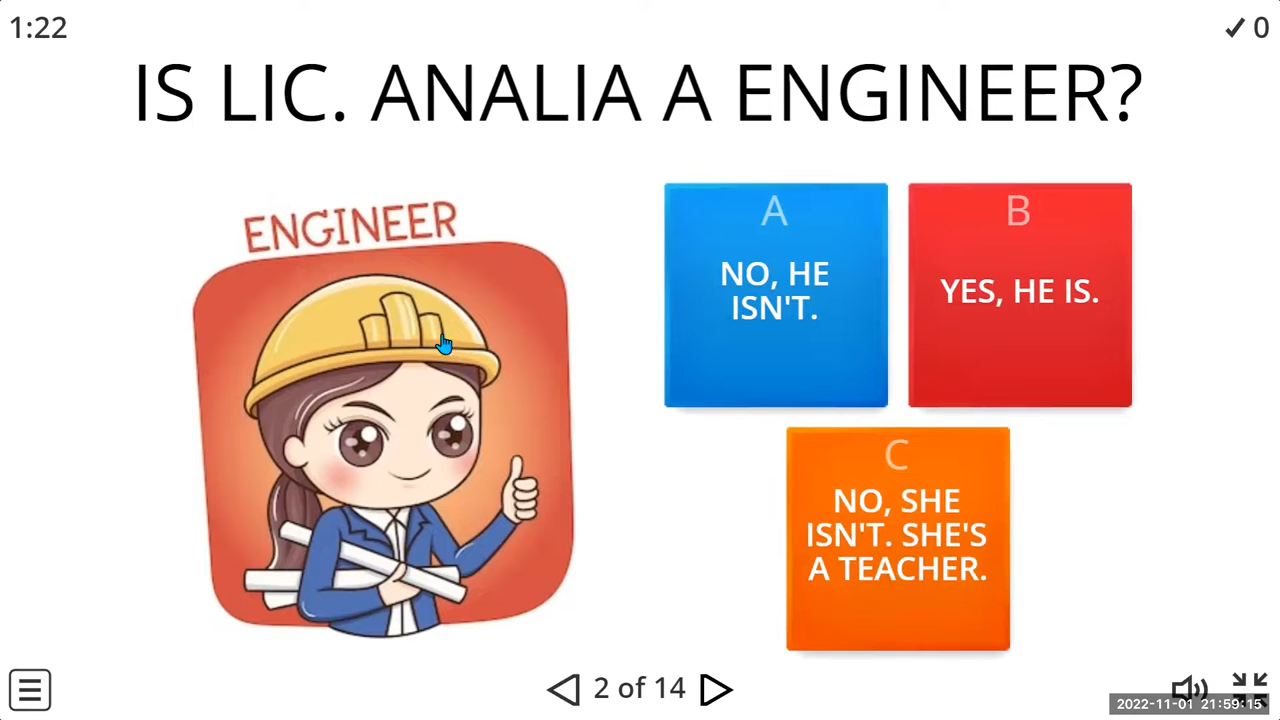 1:22
✓ 0
IS LIC. ANALIA A ENGINEER?
ENGINEER
A
NO, HE
ISN'T.
B
YES, HE IS.
C
NO, SHE
ISN'T. SHE'S
A TEACHER.
2 of 14
2022-11-01 21:59:15